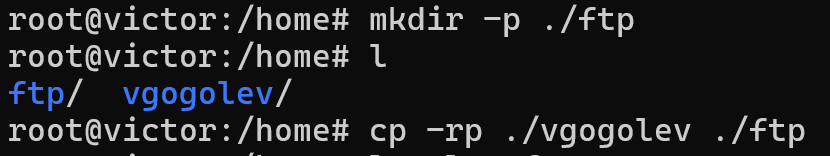 root@victor:/home# mkdir -p ./ftp
root@victor:/home# l
ftp/  vgogolev/
root@victor:/home# cp -rp ./vgogolev ./ftp